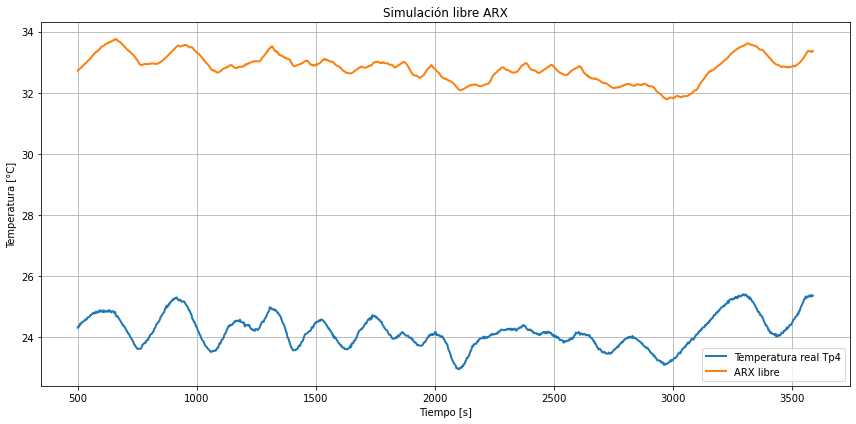 Simulación libre ARX
Temperatura [°C]
34
32
30
28
26
24
500
1000
1500
2000
2500
3000
3500
Tiempo [s]
Temperatura real Tp4
ARX libre